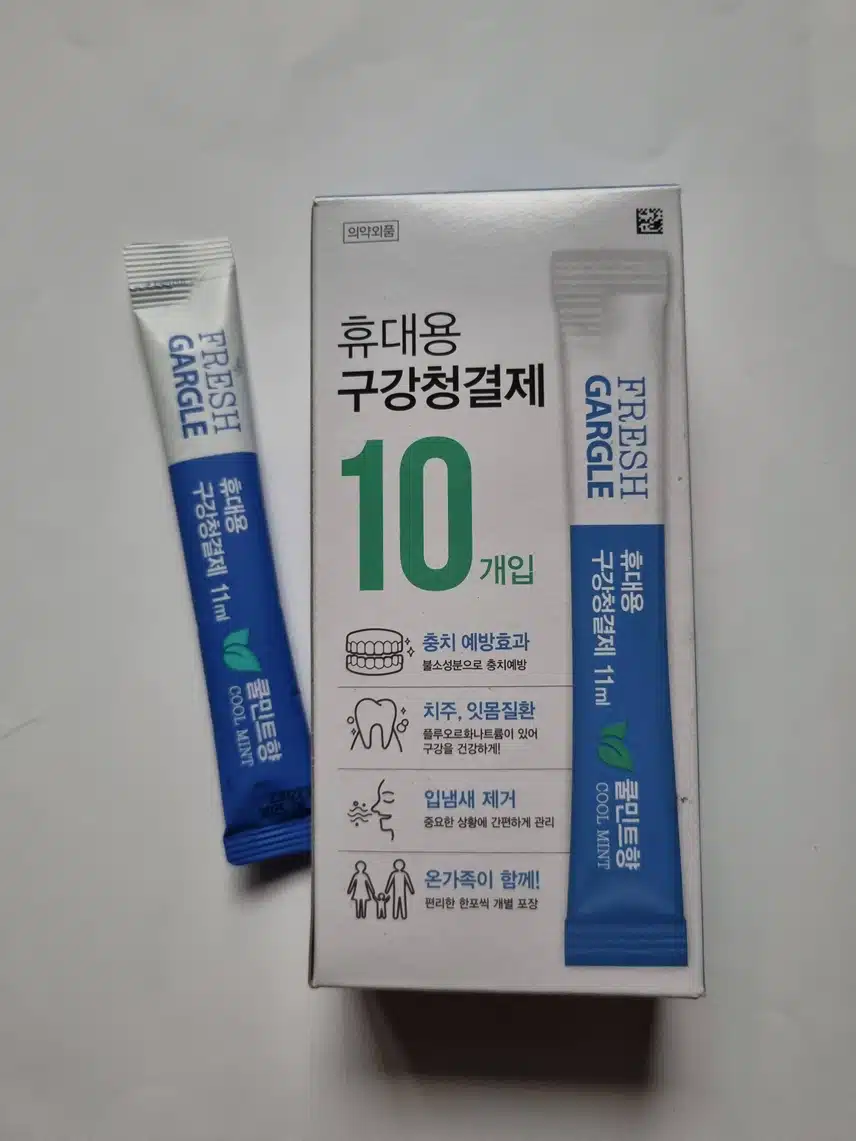 FRESH
GARGLE
휴대용
구강청결제 11ml
쿨민트향
COOL MINT
의약외품
휴대용
구강청결제
10개입
충치 예방효과
불소성분으로 충치예방
치주, 잇몸질환
플루오르화나트륨이 있어
구강을 건강하게!
입냄새 제거
중요한 상황에 간편하게 관리
온가족이 함께!
편리한 한포씩 개별 포장
FRESH
GARGLE
휴대용
구강청결제 11ml
쿨민트향
COOL MINT